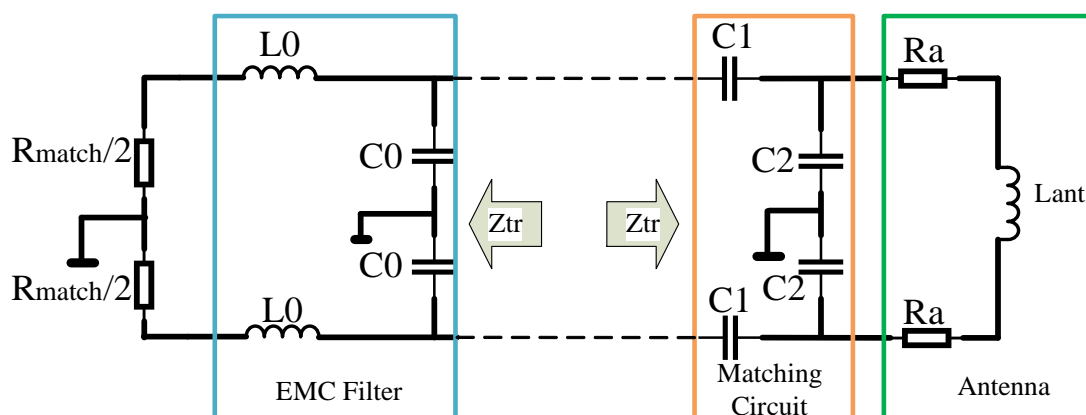 L0
C1
Ra
Rmatch/2
C0
C2
Ztr
Ztr
Lant
Rmatch/2
C0
C2
L0
C1
Ra
EMC Filter
Matching
Circuit
Antenna